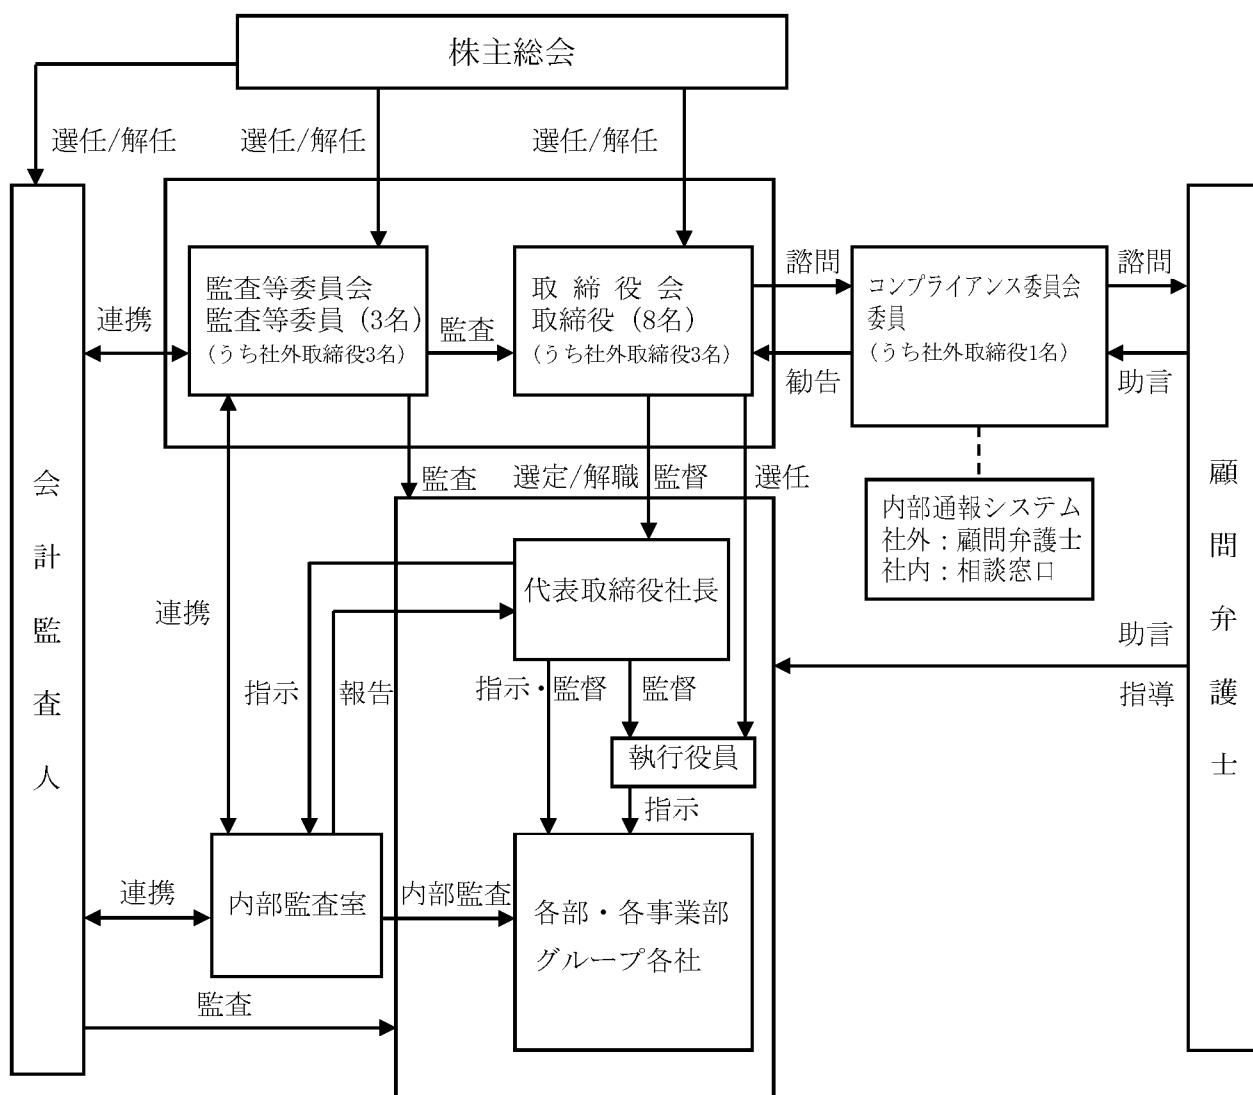 株主総会
選任/解任
選任/解任
選任/解任
監査等委員会
監査等委員 (3名)
(うち社外取締役3名)
取締役会
取締役 (8名)
(うち社外取締役3名)
諮問
コンプライアンス委員会
委員
(うち社外取締役1名)
諮問
連携
監査
勧告
助言
会計監査人
顧問弁護士
監査
選定/解職
監督
選任
内部通報システム
社外：顧問弁護士
社内：相談窓口
代表取締役社長
連携
指示
報告
指示・監督
監督
助言
指導
執行役員
指示
連携
内部監査室
内部監査
各部・各事業部
グループ各社
監査